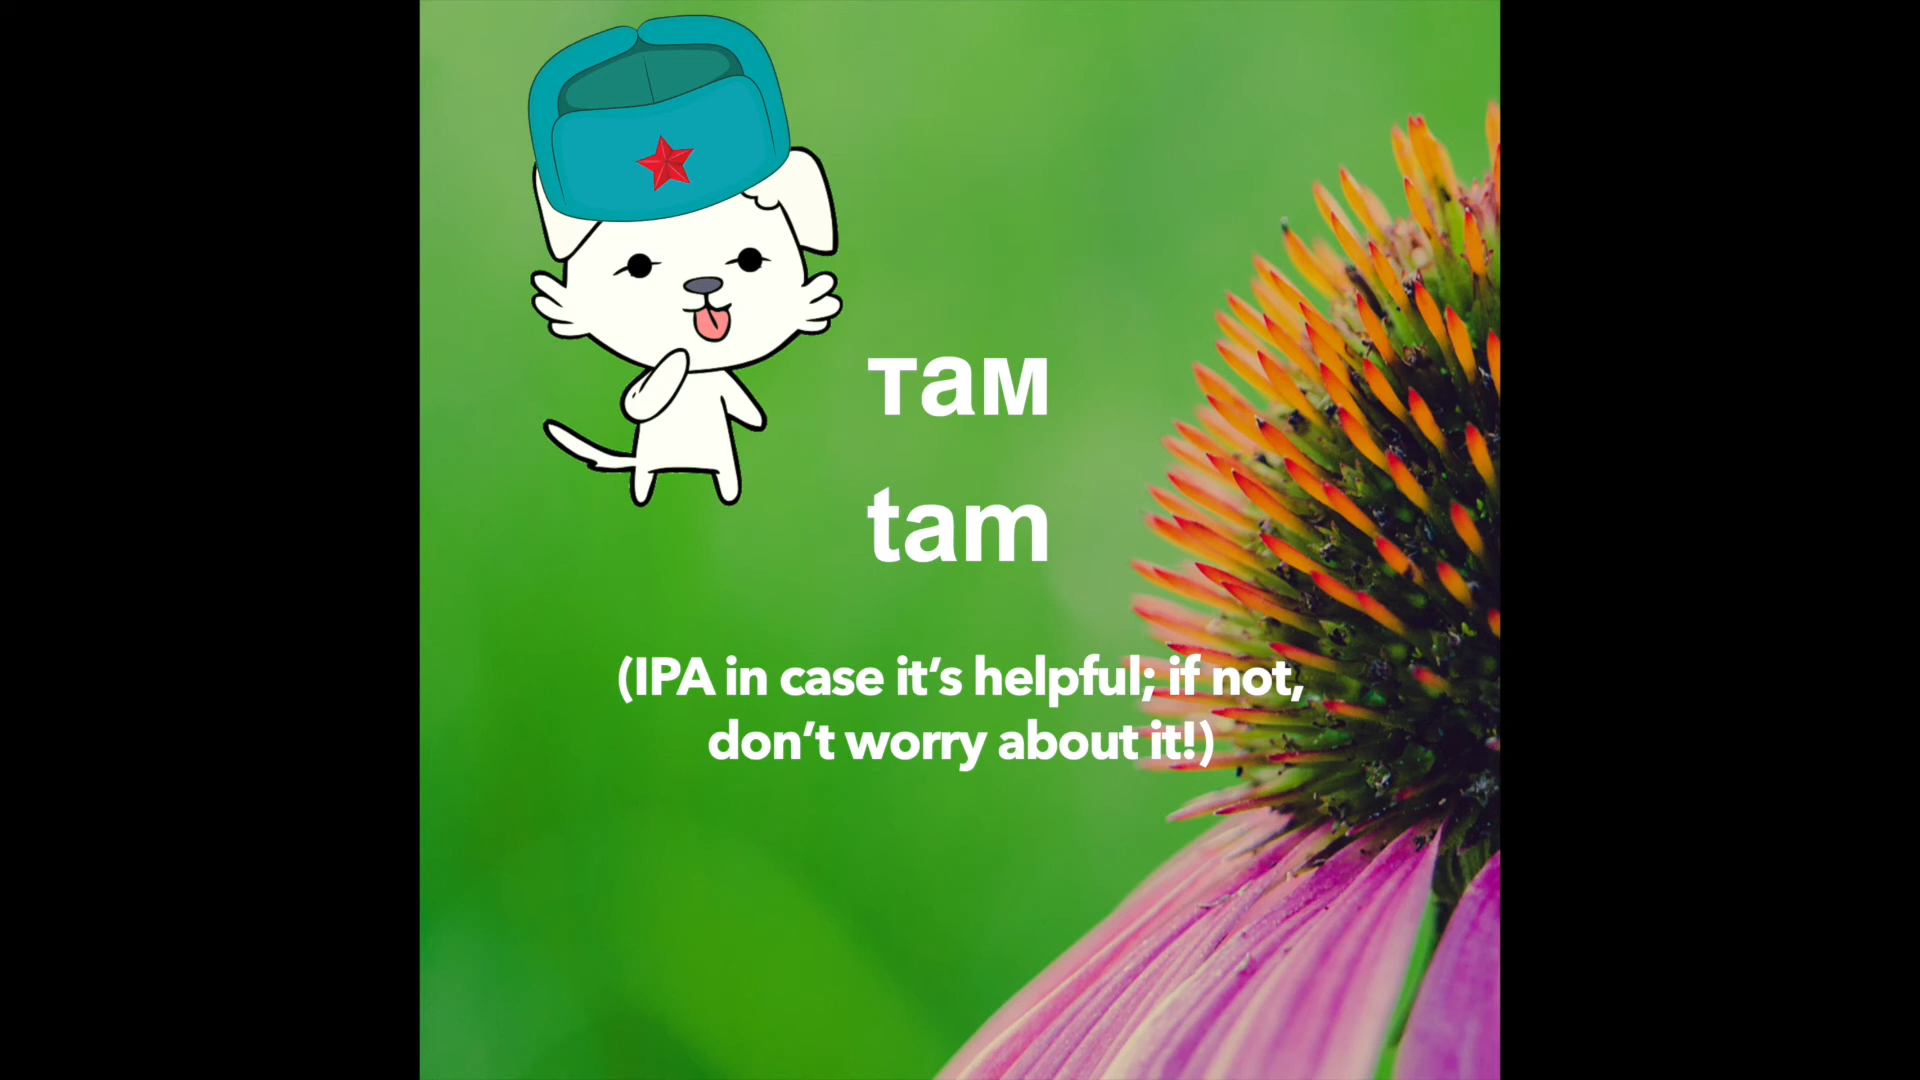 там
tam
(IPA in case it’s helpful; if not,
don’t worry about it!)